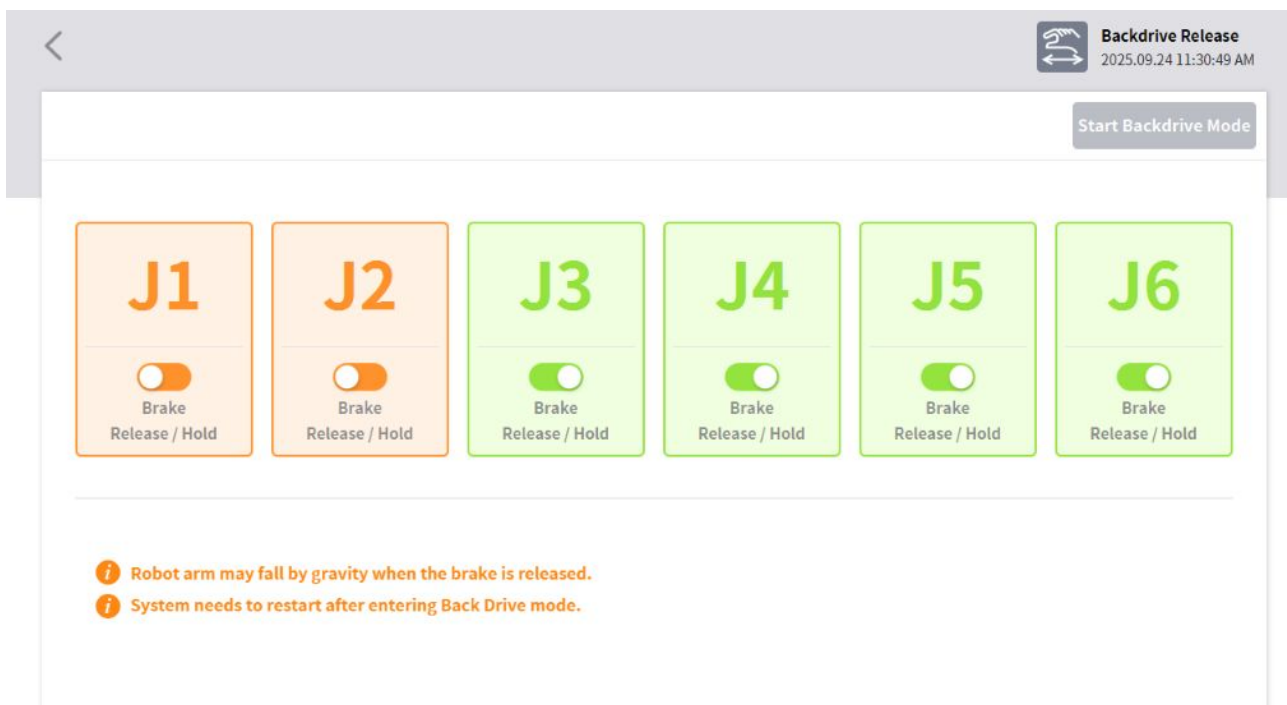 Backdrive Release
2025.09.24 11:30:49 AM
Start Backdrive Mode
J1
J2
J3
J4
J5
J6
Brake
Release / Hold
Brake
Release / Hold
Brake
Release / Hold
Brake
Release / Hold
Brake
Release / Hold
Brake
Release / Hold
Robot arm may fall by gravity when the brake is released.
System needs to restart after entering Back Drive mode.